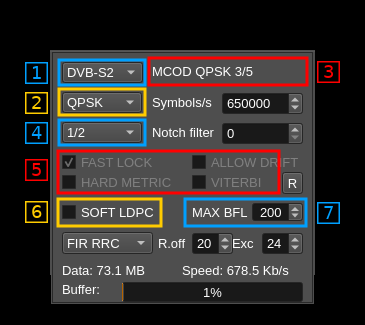 1 DVB-S2 MCOD QPSK 3/5 3
2 QPSK Symbols/s 650000
4 1/2 Notch filter 0
5 FAST LOCK ALLOW DRIFT
HARD METRIC VITERBI R
6 SOFT LDPC MAX BFL 200 7
FIR RRC R.off 20 Exc 24
Data: 73.1 MB Speed: 678.5 Kb/s
Buffer: 1%